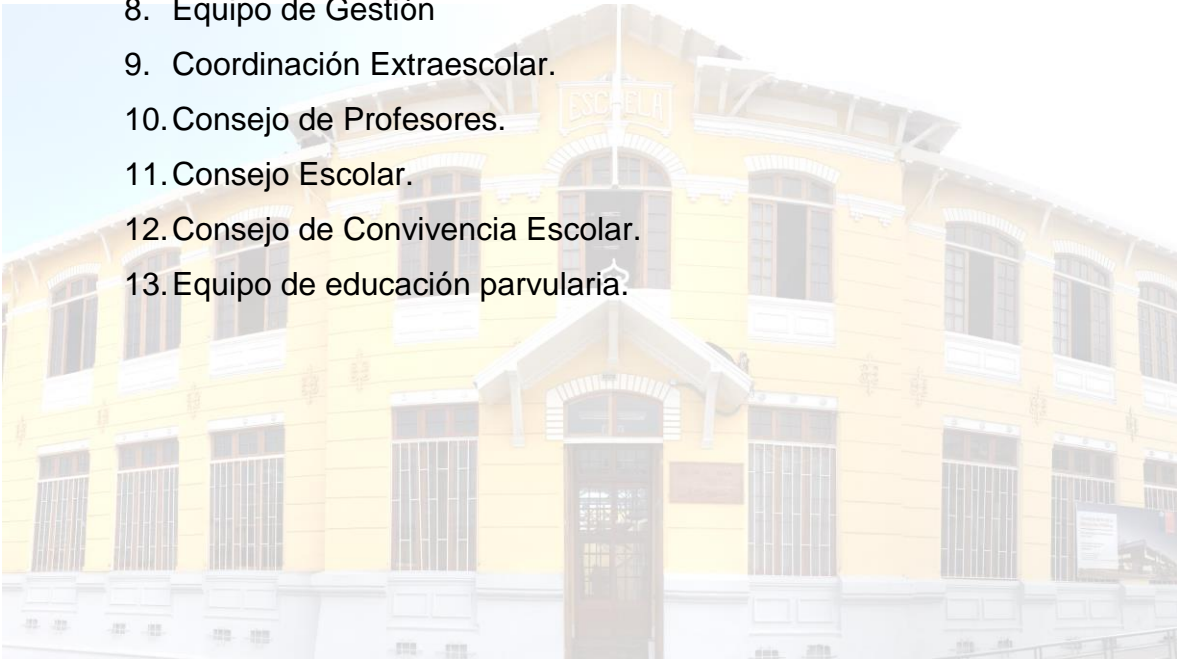 8. Equipo de Gestión
9. Coordinación Extraescolar.
10. Consejo de Profesores.
11. Consejo Escolar.
12. Consejo de Convivencia Escolar.
13. Equipo de educación parvularia.
ESCUELA